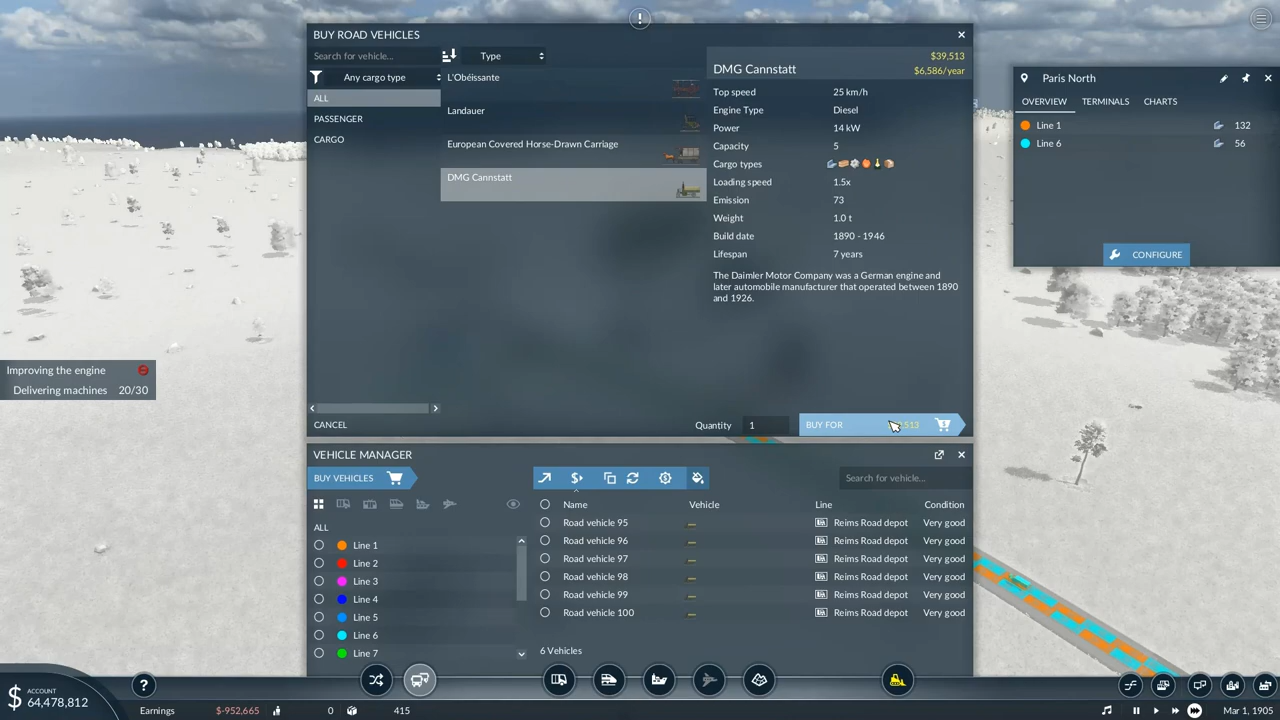 BUY ROAD VEHICLES
Search for vehicle...
Type
Any cargo type
ALL
PASSENGER
CARGO
L'Obéissante
Landauer
European Covered Horse-Drawn Carriage
DMG Cannstatt
$39,513
DMG Cannstatt
$6,586/year
Top speed 25 km/h
Engine Type Diesel
Power 14 kW
Capacity 5
Cargo types
Loading speed 1.5x
Emission 73
Weight 1.0 t
Build date 1890 - 1946
Lifespan 7 years
The Daimler Motor Company was a German engine and
later automobile manufacturer that operated between 1890
and 1926.
CANCEL
Quantity 1
BUY FOR
Paris North
OVERVIEW TERMINALS CHARTS
Line 1 132
Line 6 56
CONFIGURE
Improving the engine
Delivering machines 20/30
VEHICLE MANAGER
BUY VEHICLES
Search for vehicle...
ALL
Line 1
Line 2
Line 3
Line 4
Line 5
Line 6
Line 7
Name Vehicle Line Condition
Road vehicle 95 Reims Road depot Very good
Road vehicle 96 Reims Road depot Very good
Road vehicle 97 Reims Road depot Very good
Road vehicle 98 Reims Road depot Very good
Road vehicle 99 Reims Road depot Very good
Road vehicle 100 Reims Road depot Very good
6 Vehicles
$ ACCOUNT
64,478,812
?
Earnings $-952,665 0 415
Mar 1, 1905